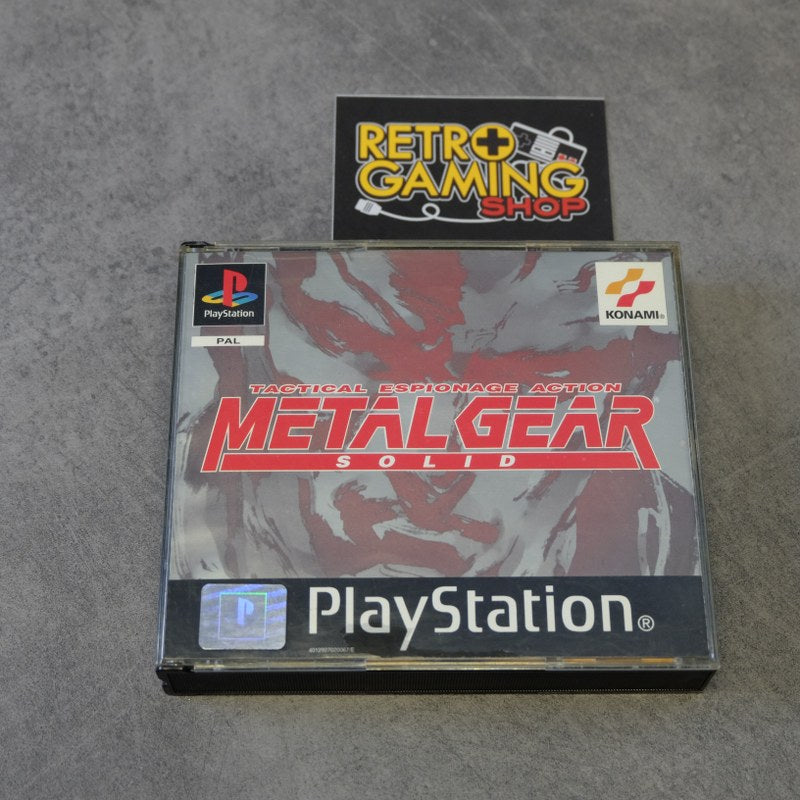 RETRO
GAMING
SHOP
PlayStation
PAL
KONAMI®
TACTICAL ESPIONAGE ACTION
METAL GEAR
SOLID
PlayStation®